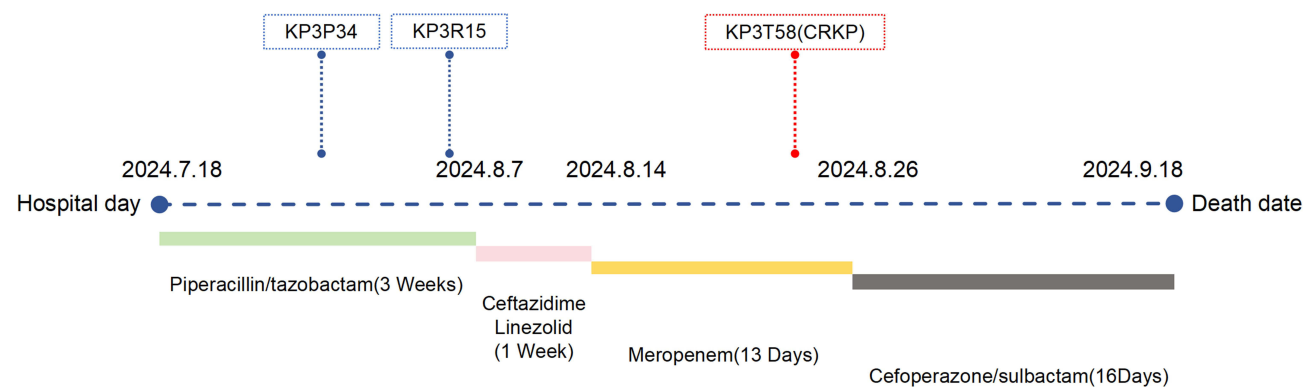 KP3P34
KP3R15
KP3T58(CRKP)
2024.7.18
2024.8.7
2024.8.14
2024.8.26
2024.9.18
Hospital day
Death date
Piperacillin/tazobactam(3 Weeks)
Ceftazidime
Linezolid
(1 Week)
Meropenem(13 Days)
Cefoperazone/sulbactam(16Days)